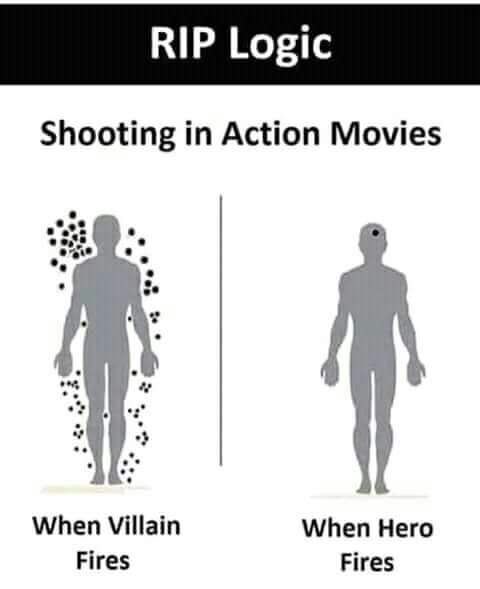 RIP Logic
Shooting in Action Movies
When Villain
Fires
When Hero
Fires